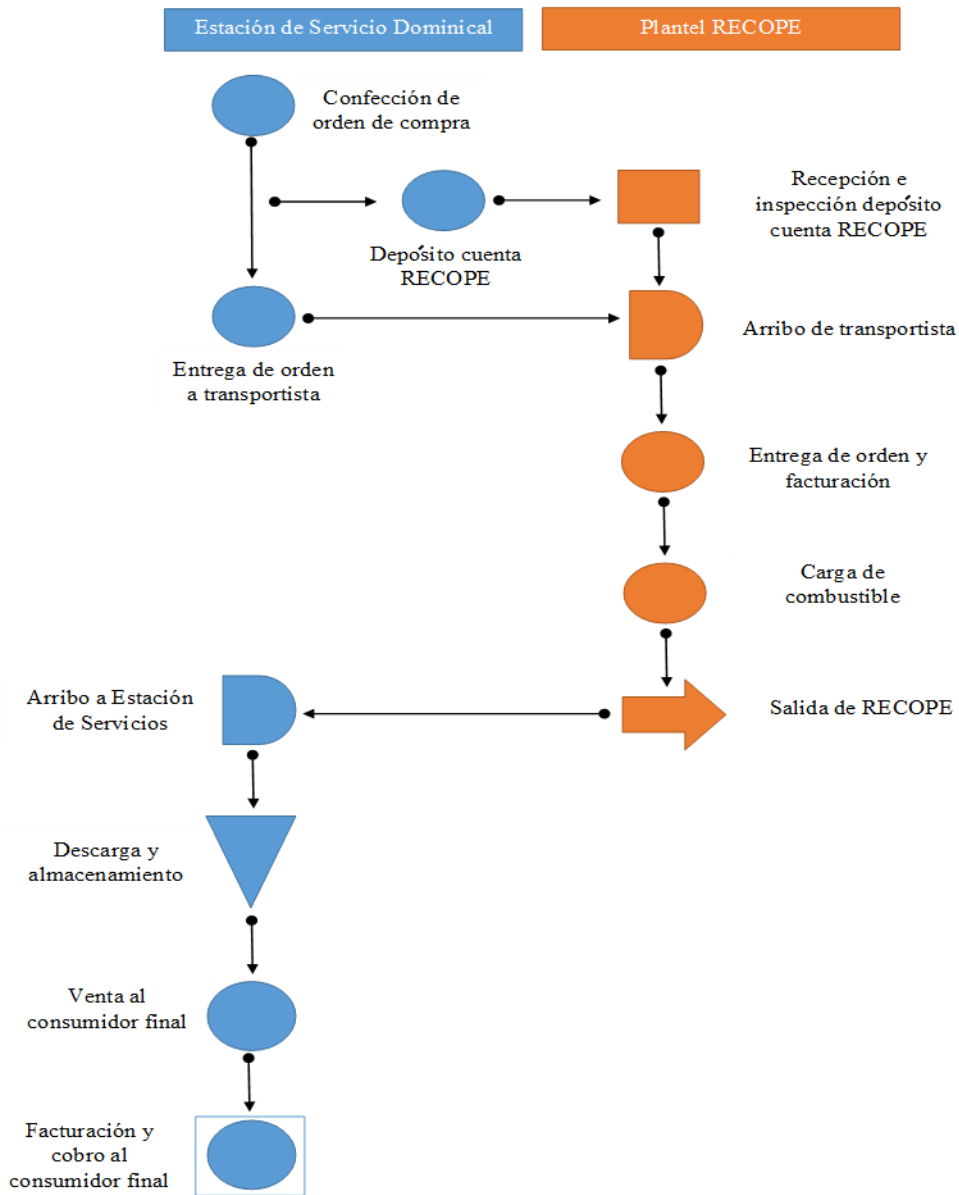 Estación de Servicio Dominical
Plantel RECOPE
Confección de
orden de compra
Depósito cuenta
RECOPE
Recepción e
inspección depósito
cuenta RECOPE
Entrega de orden
a transportista
Arribo de transportista
Entrega de orden y
facturación
Carga de
combustible
Salida de RECOPE
Arribo a Estación
de Servicios
Descarga y
almacenamiento
Venta al
consumidor final
Facturación y
cobro al
consumidor final